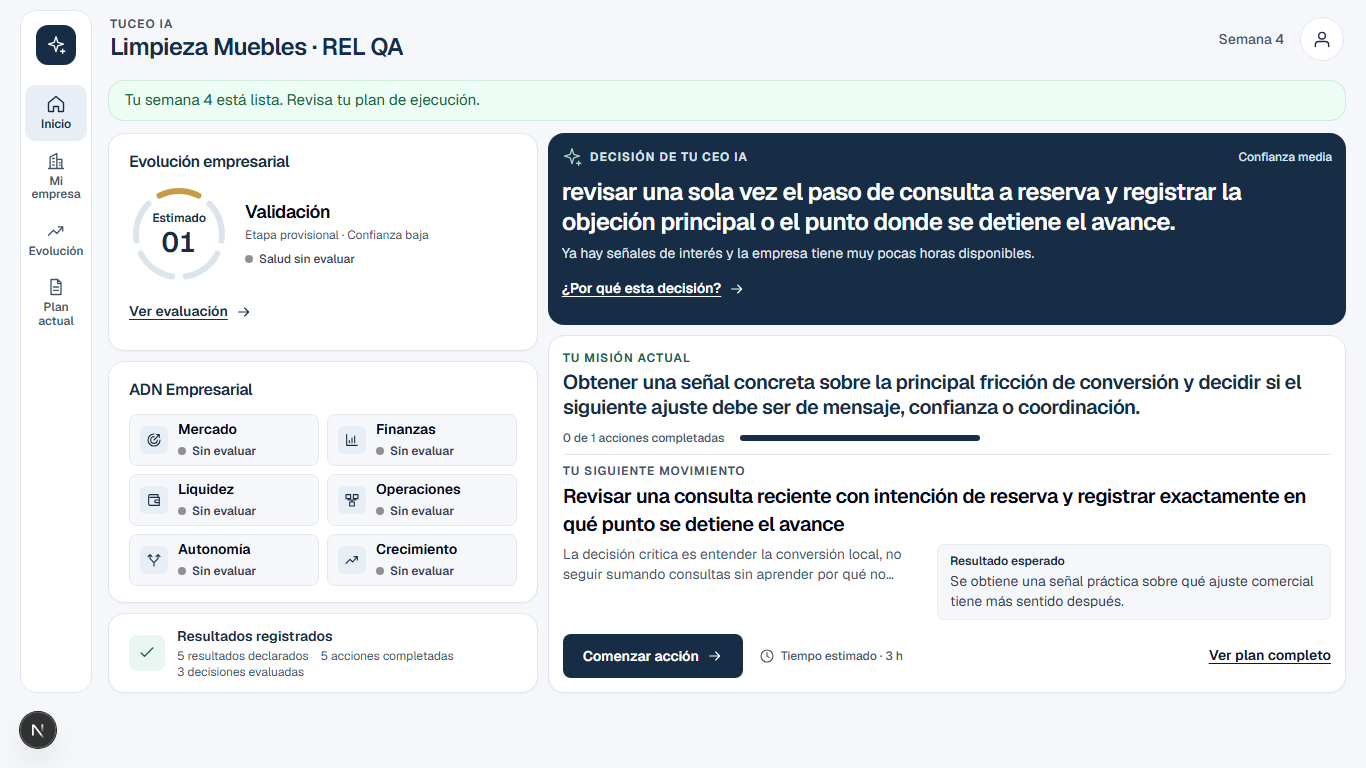 TUCEO IA
Limpieza Muebles · REL QA
Semana 4
Inicio
Mi
empresa
Evolución
Plan
actual
Tu semana 4 está lista. Revisa tu plan de ejecución.
Evolución empresarial
Estimado
01
Validación
Etapa provisional · Confianza baja
Salud sin evaluar
Ver evaluación →
ADN Empresarial
Mercado
Sin evaluar
Finanzas
Sin evaluar
Liquidez
Sin evaluar
Operaciones
Sin evaluar
Autonomía
Sin evaluar
Crecimiento
Sin evaluar
Resultados registrados
5 resultados declarados 5 acciones completadas
3 decisiones evaluadas
DECISIÓN DE TU CEO IA
Confianza media
revisar una sola vez el paso de consulta a reserva y registrar la
objeción principal o el punto donde se detiene el avance.
Ya hay señales de interés y la empresa tiene muy pocas horas disponibles.
¿Por qué esta decisión? →
TU MISIÓN ACTUAL
Obtener una señal concreta sobre la principal fricción de conversión y decidir si el
siguiente ajuste debe ser de mensaje, confianza o coordinación.
0 de 1 acciones completadas
TU SIGUIENTE MOVIMIENTO
Revisar una consulta reciente con intención de reserva y registrar exactamente en
qué punto se detiene el avance
La decisión crítica es entender la conversión local, no
seguir sumando consultas sin aprender por qué no...
Resultado esperado
Se obtiene una señal práctica sobre qué ajuste comercial
tiene más sentido después.
Comenzar acción →
Tiempo estimado · 3 h
Ver plan completo
N